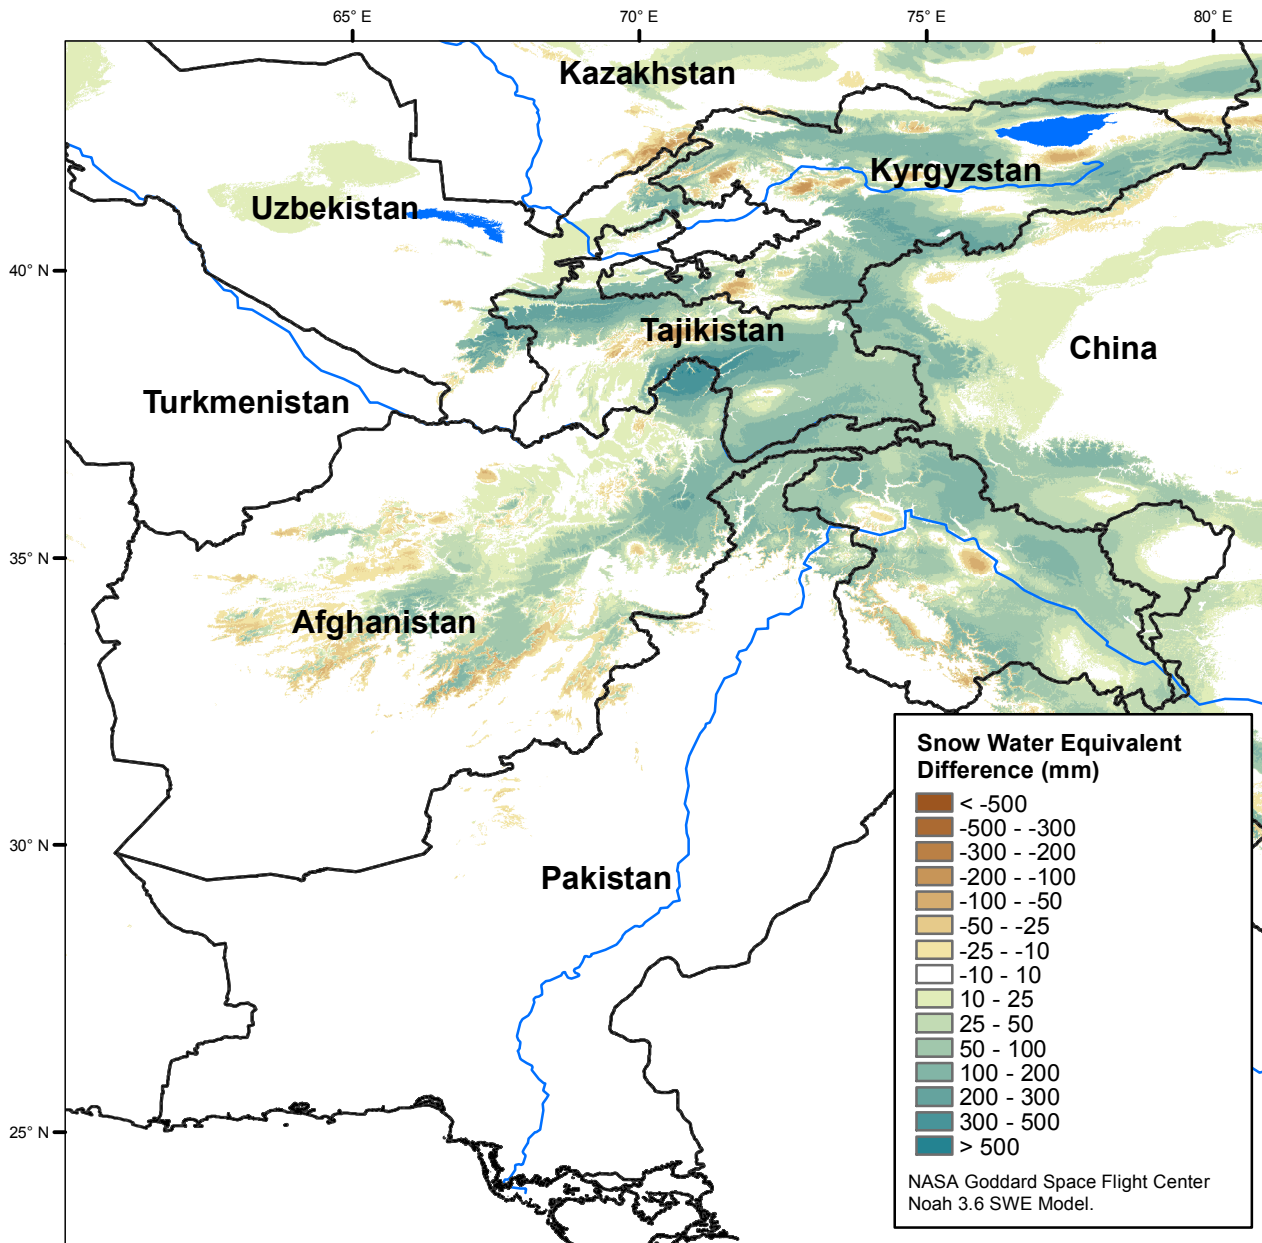 65° E
70° E
75° E
80° E
Kazakhstan
Kyrgyzstan
Uzbekistan
40° N
Tajikistan
China
Turkmenistan
35° N
Afghanistan
30° N
Pakistan
25° N
Snow Water Equivalent
Difference (mm)
< -500
-500 - -300
-300 - -200
-200 - -100
-100 - -50
-50 - -25
-25 - -10
-10 - 10
10 - 25
25 - 50
50 - 100
100 - 200
200 - 300
300 - 500
> 500
NASA Goddard Space Flight Center
Noah 3.6 SWE Model.